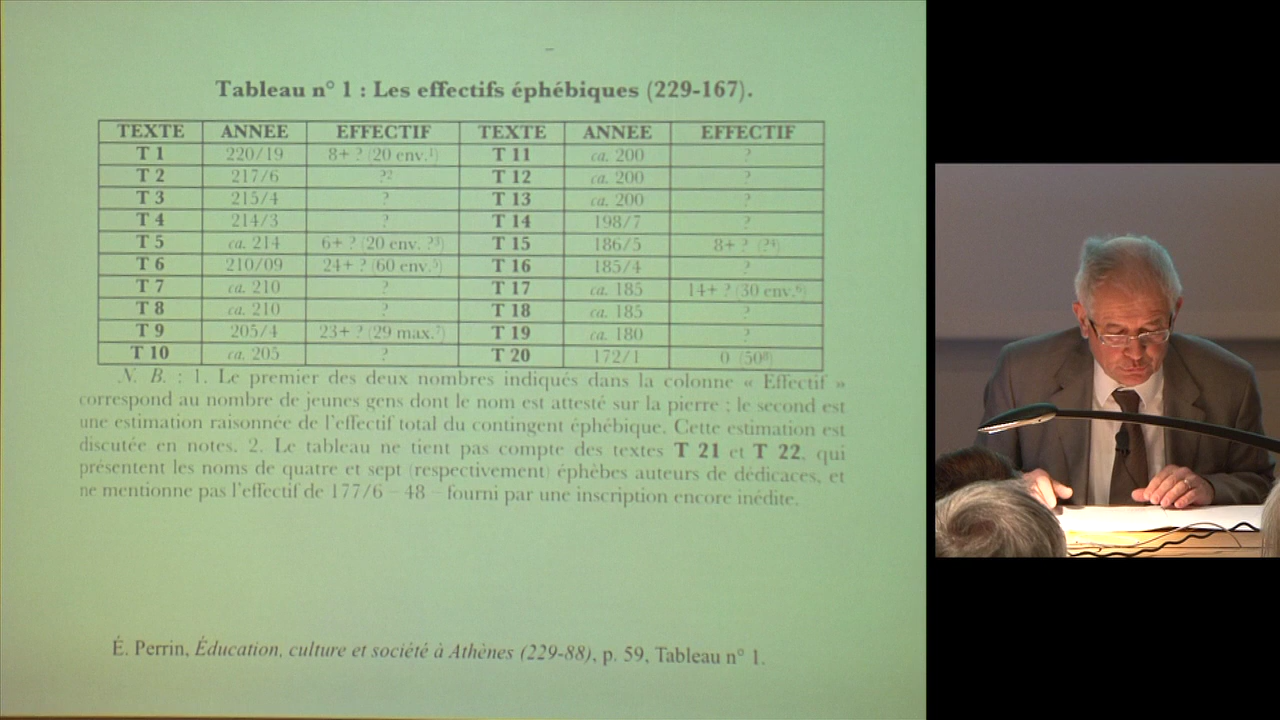 Tableau n° 1 : Les effectifs éphébiques (229-167).
TEXTE ANNEE EFFECTIF TEXTE ANNEE EFFECTIF
T 1 220/19 8+ ? (20 env.¹) T 11 ca. 200 ?
T 2 217/6 ?² T 12 ca. 200 ?
T 3 215/4 ? T 13 ca. 200 ?
T 4 214/3 ? T 14 198/7 ?
T 5 ca. 214 6+ ? (20 env. ?³) T 15 186/5 8+ ? (?⁴)
T 6 210/09 24+ ? (60 env.⁵) T 16 185/4 ?
T 7 ca. 210 ? T 17 ca. 185 14+ ? (30 env.⁶)
T 8 ca. 210 ? T 18 ca. 185 ?
T 9 205/4 23+ ? (29 max.⁷) T 19 ca. 180 ?
T 10 ca. 205 ? T 20 172/1 0 (50⁸)
N. B. : 1. Le premier des deux nombres indiqués dans la colonne « Effectif »
correspond au nombre de jeunes gens dont le nom est attesté sur la pierre ; le second est
une estimation raisonnée de l'effectif total du contingent éphébique. Cette estimation est
discutée en notes. 2. Le tableau ne tient pas compte des textes T 21 et T 22, qui
présentent les noms de quatre et sept (respectivement) éphèbes auteurs de dédicaces, et
ne mentionne pas l'effectif de 177/6 – 48 – fourni par une inscription encore inédite.
É. Perrin, Éducation, culture et société à Athènes (229-88), p. 59, Tableau n° 1.